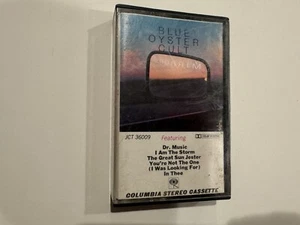 BLUE
OYSTER
CULT
MIRRORS
JCT 36009
Featuring
Dr. Music
I Am The Storm
The Great Sun Jester
You're Not The One
(I Was Looking For)
In Thee
COLUMBIA STEREO CASSETTE